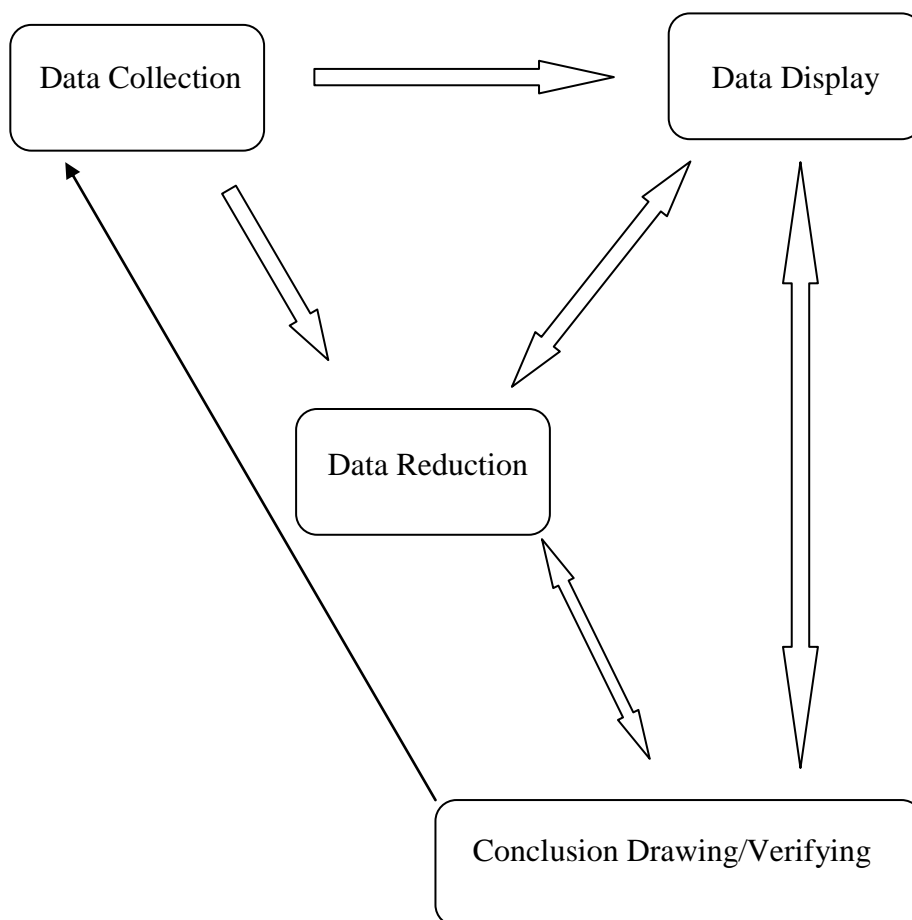 Data Collection
Data Display
Data Reduction
Conclusion Drawing/Verifying